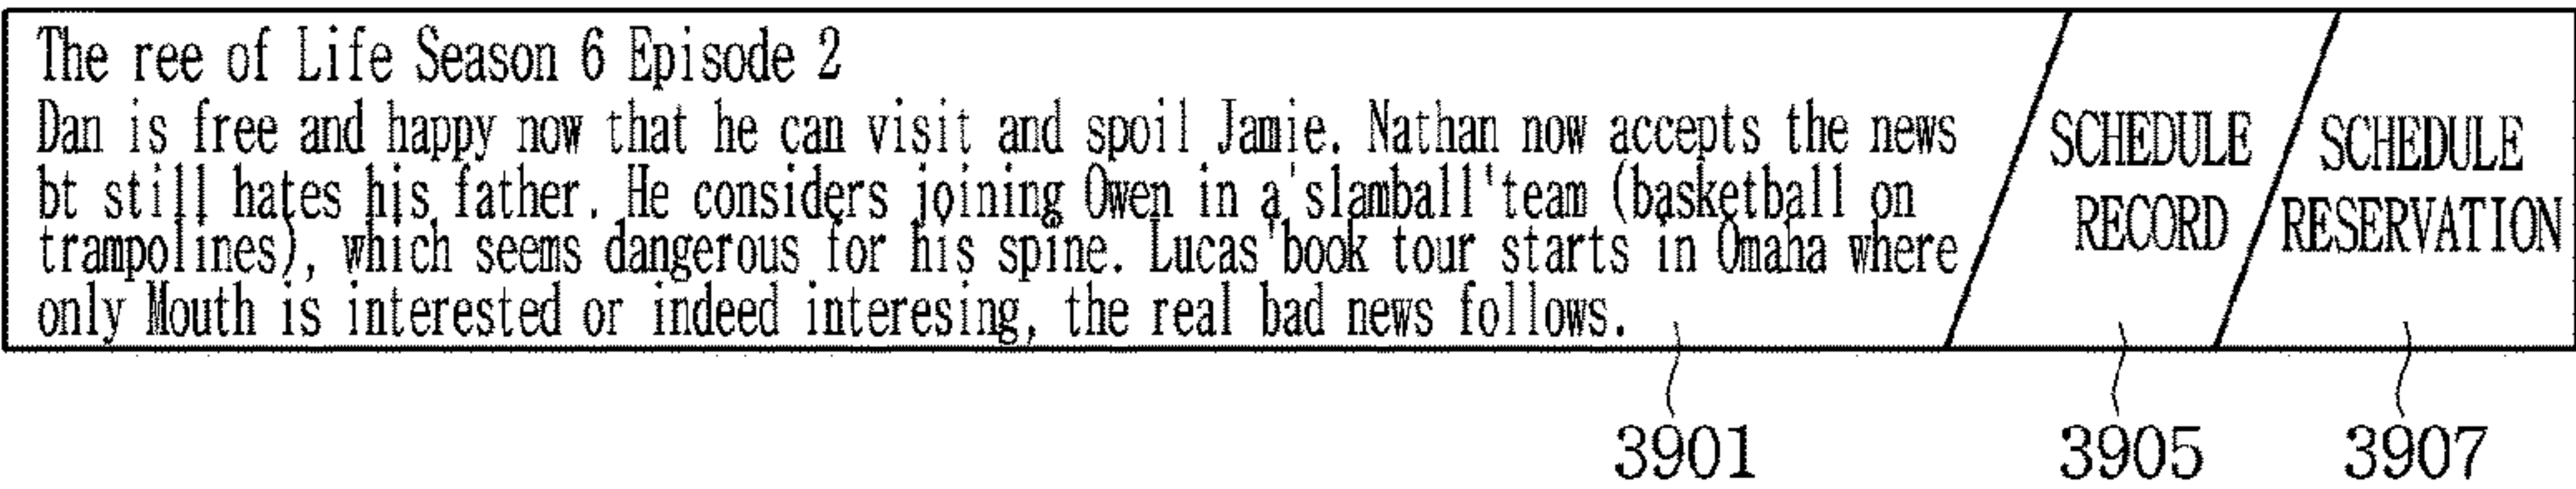 The ree of Life Season 6 Episode 2
Dan is free and happy now that he can visit and spoil Jamie. Nathan now accepts the news
bt still hates his father. He considers joining Owen in a'slamball'team (basketball on
trampolines), which seems dangerous for his spine. Lucas'book tour starts in Omaha where
only Mouth is interested or indeed interesing, the real bad news follows.
SCHEDULE
RECORD
SCHEDULE
RESERVATION
3901
3905
3907